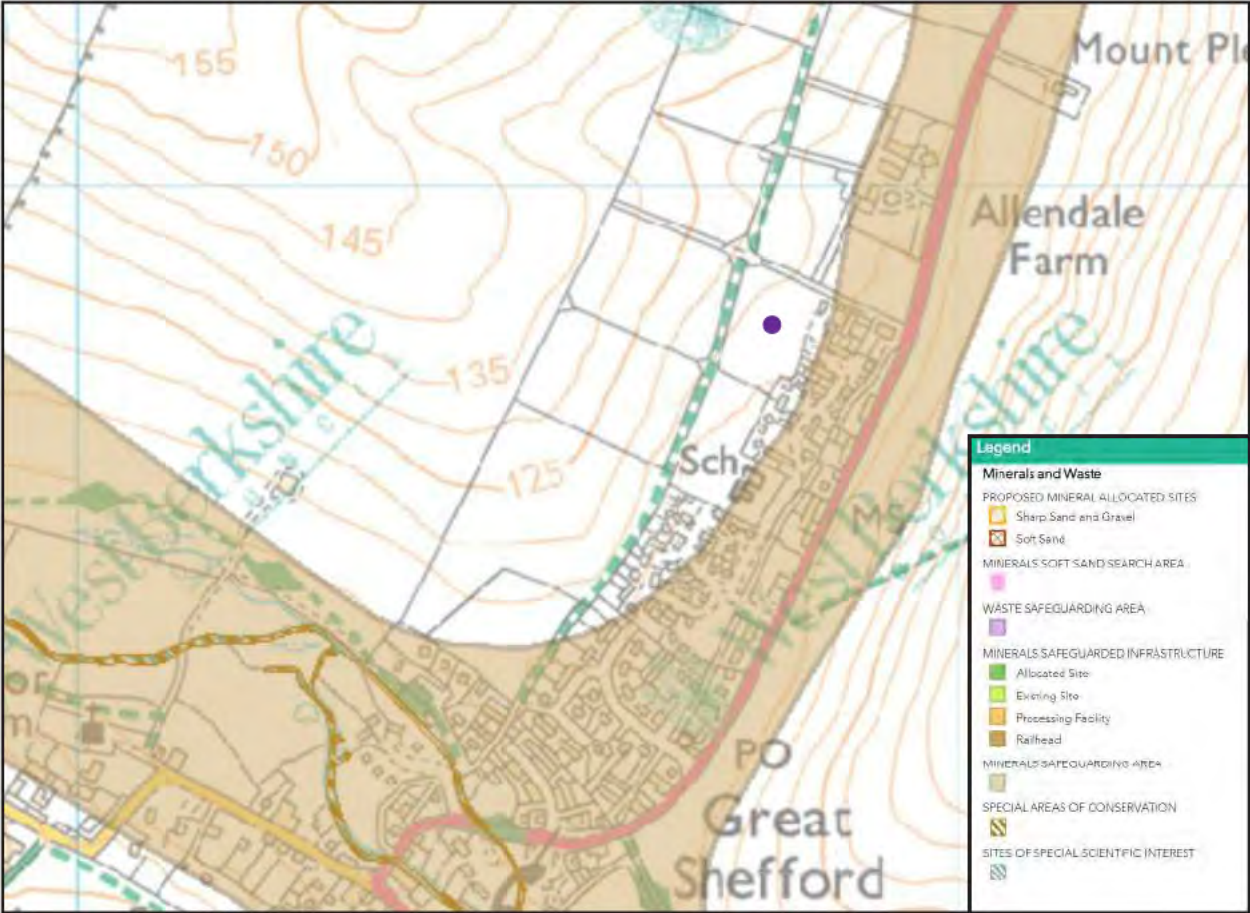 155
Mount Pl
150
Allendale
Farm
145
135
West Berkshire
West Berkshire
Sch
125
MS
PO
Great
Shefford
Legend
Minerals and Waste
PROPOSED MINERAL ALLOCATED SITES
Sharp Sand and Gravel
Soft Sand
MINERALS SOFT SAND SEARCH AREA
WASTE SAFEGUARDING AREA
MINERALS SAFEGUARDED INFRASTRUCTURE
Allocated Site
Existing Site
Processing Facility
Railhead
MINERALS SAFEGUARDING AREA
SPECIAL AREAS OF CONSERVATION
SITES OF SPECIAL SCIENTIFIC INTEREST